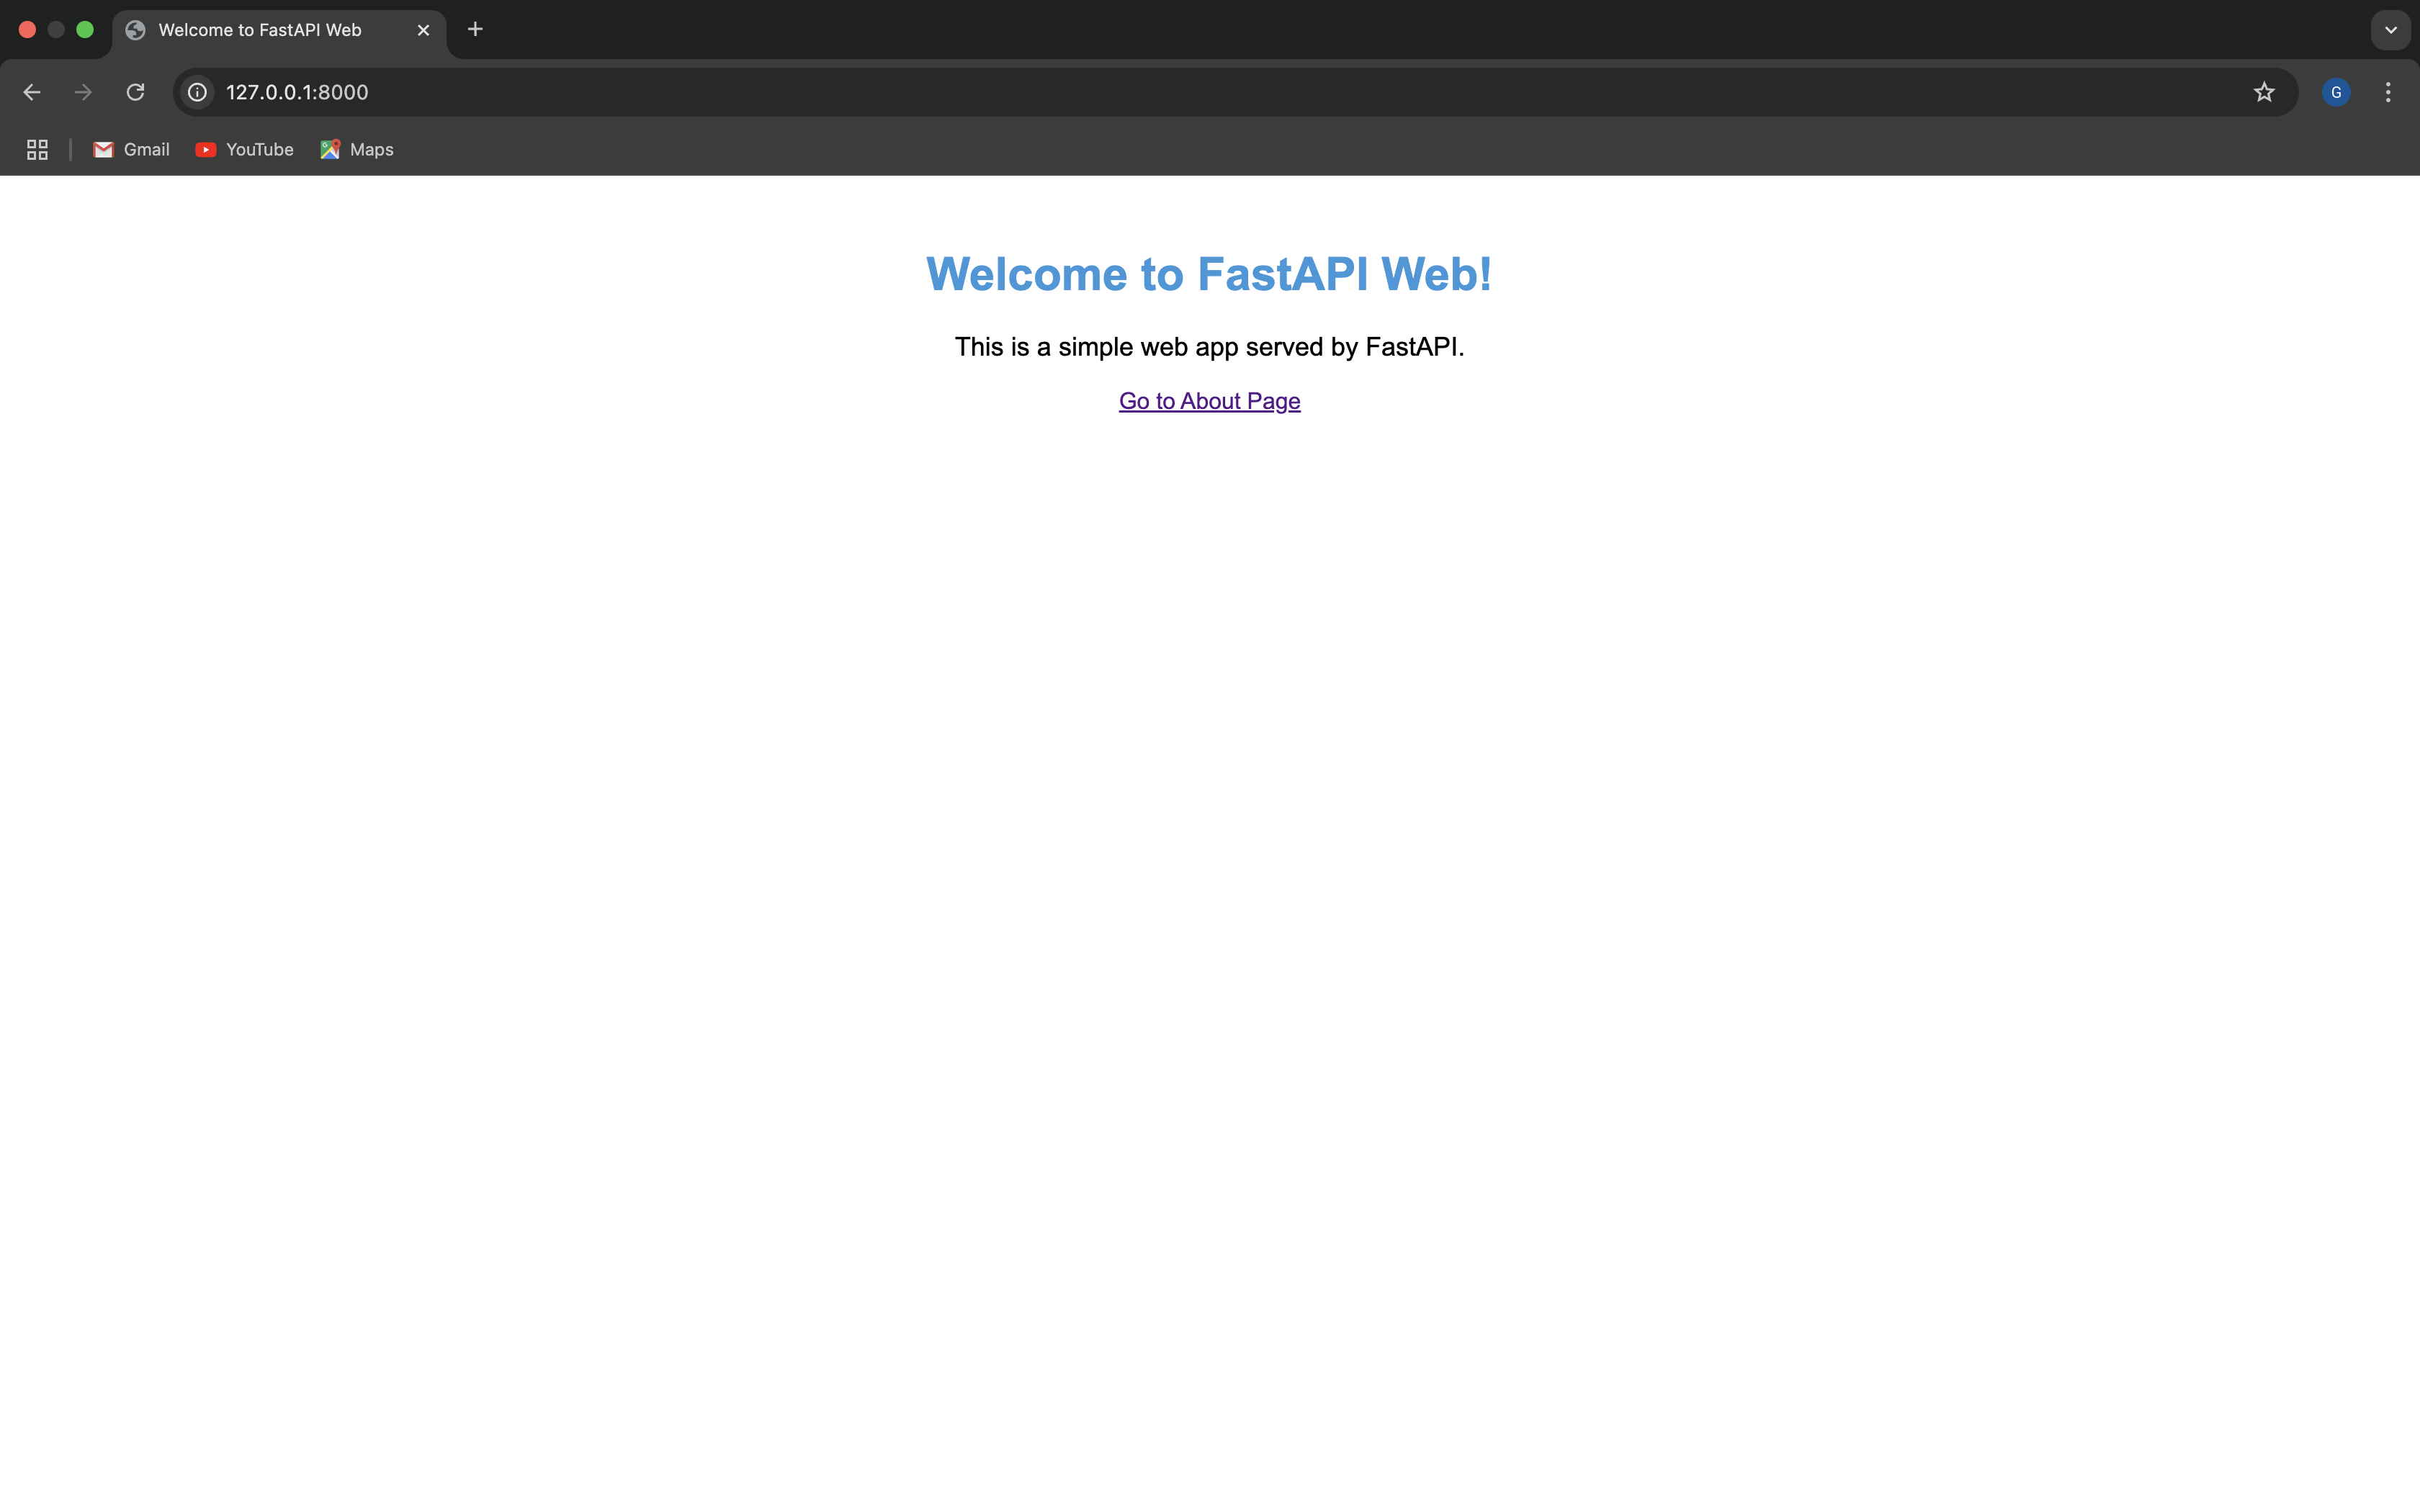 Welcome to FastAPI Web
127.0.0.1:8000
G
Gmail YouTube Maps
Welcome to FastAPI Web!
This is a simple web app served by FastAPI.
Go to About Page